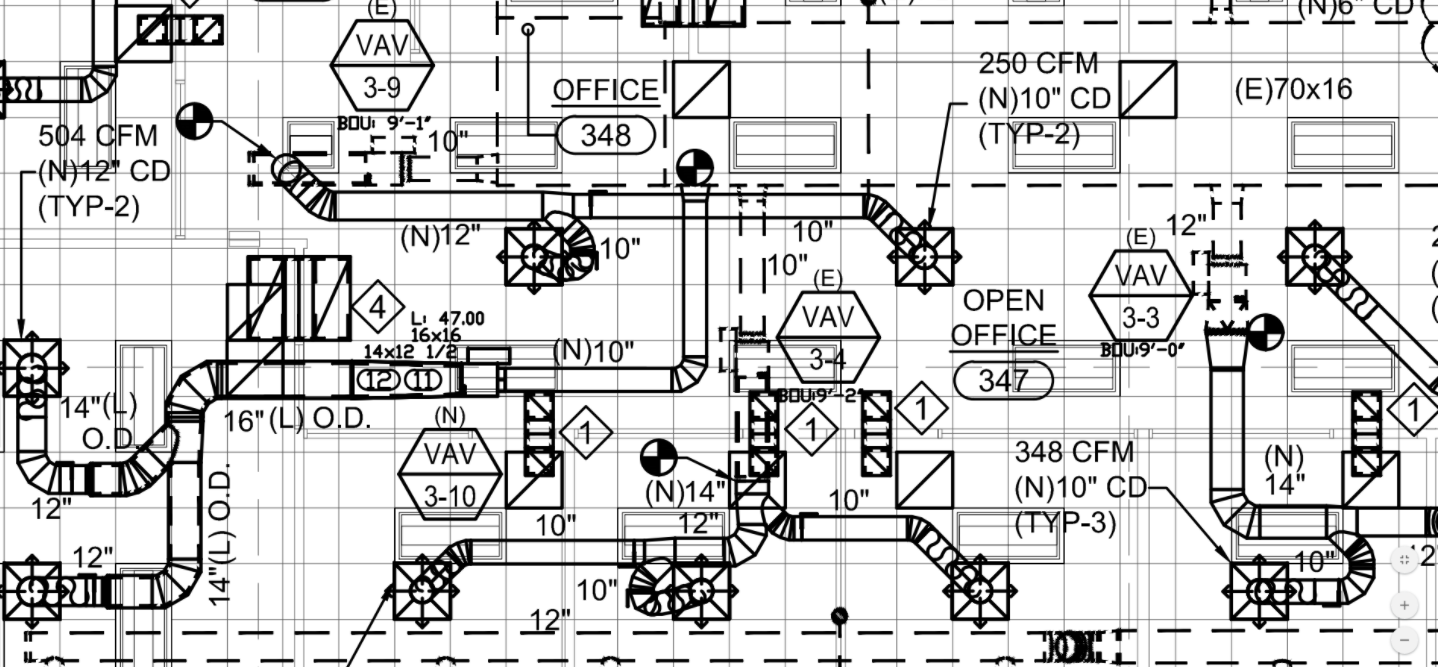 (E)
VAV
3-9
BOU: 9'-1"
10"
OFFICE
348
250 CFM
(N)10" CD
(TYP-2)
(N)6" CD
(E)70x16
504 CFM
(N)12" CD
(TYP-2)
(N)12"
10"
10"
10"
12"
(E)
VAV
3-3
BOU:9'-0"
(E)
VAV
3-4
BOU:9'-2"
OPEN
OFFICE
347
4
L: 47.00
16x16
14x12 1/2
12
11
(N)10"
14"(L)
O.D.
16"(L) O.D.
(N)
VAV
3-10
1
1
1
1
348 CFM
(N)10" CD
(TYP-3)
(N)
14"
(N)14"
12"
10"
10"
12"
12"
14"(L) O.D.
10"
12"
10"
12"